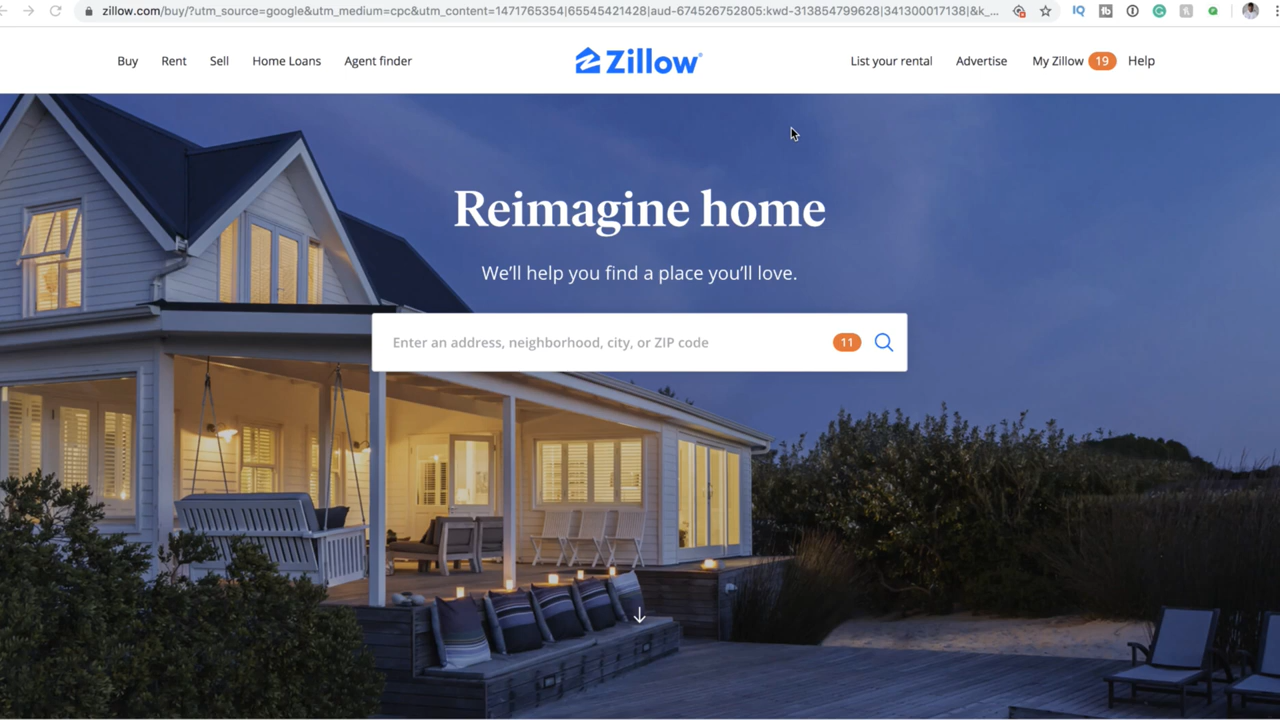 zillow.com/buy/?utm_source=google&utm_medium=cpc&utm_content=1471765354|65545421428|aud-674526752805:kwd-313854799628|341300017138|&k_...
Buy Rent Sell Home Loans Agent finder Zillow List your rental Advertise My Zillow 19 Help
Reimagine home
We'll help you find a place you'll love.
Enter an address, neighborhood, city, or ZIP code 11